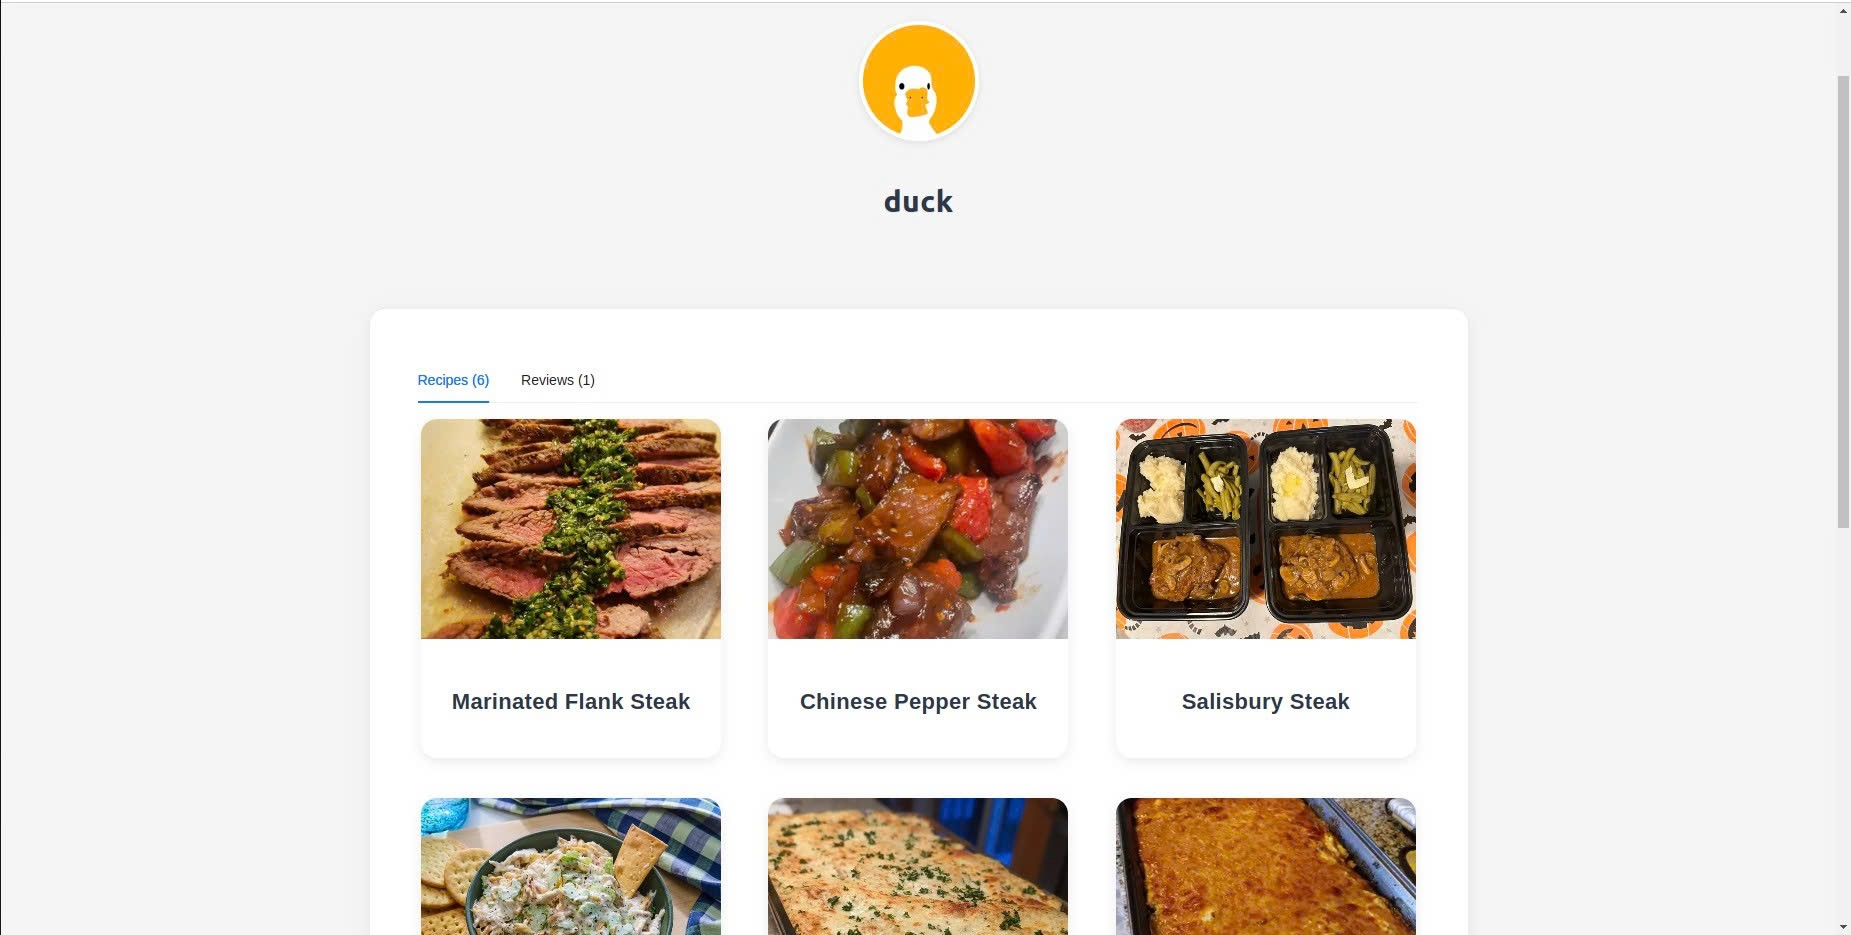 duck
Recipes (6) Reviews (1)
Marinated Flank Steak
Chinese Pepper Steak
Salisbury Steak